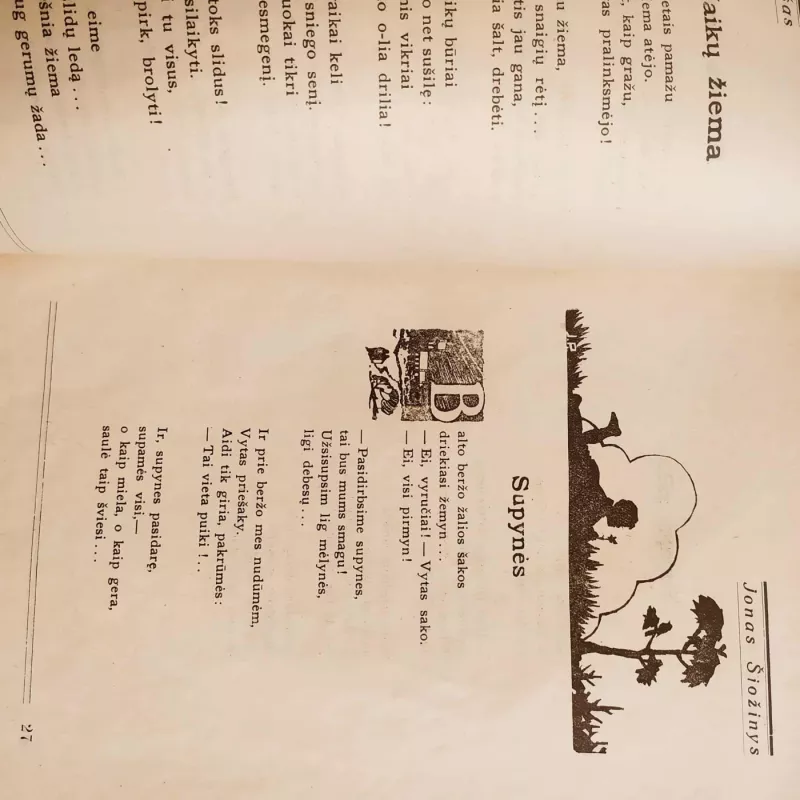 žas
aikų žiema
etais pamažu
ema atėjo.
, kaip gražu,
as pralinksmėjo!
u žiema,
snaigių rėtį...
tis jau gana,
ia šalt, drebėti.
ikų būriai
o net sušilę:
nis vikriai
o o-lia drilia!
aikai keli
sniego senį.
uokai tikri
esmegenį.
toks slidus!
silaikyti.
i tu visus,
pirk, brolyti!
eime
lidų ledą...
šnia žiema
ug gerumų žada...
Jonas Šiožinys
J.P
Supynės
B
alto beržo žalios šakos
driekiasi žemyn...
— Ei, vyručiai! — Vytas sako.
— Ei, visi pirmyn!
— Pasidirbsime supynes,
tai bus mums smagu!
Užsisupsim lig mėlynės,
ligi debesų...
Ir prie beržo mes nudūmėm,
Vytas priešaky.
Aidi tik giria, pakrūmės:
— Tai vieta puiki!..
Ir, supynes pasidarę,
supamės visi,—
o kaip miela, o kaip gera,
saulė taip šviesi...
27